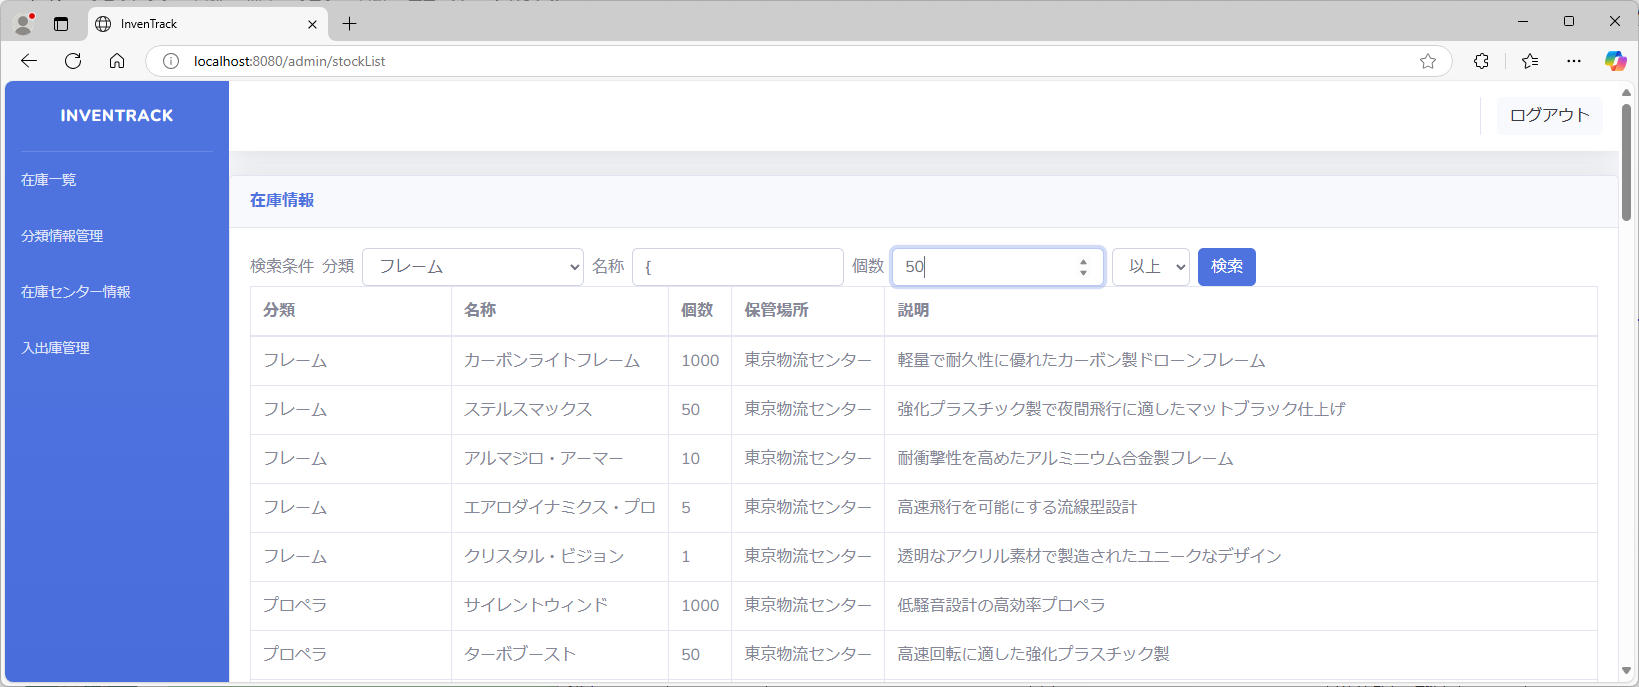 InvenTrack
localhost:8080/admin/stockList
INVENTRACK
ログアウト
在庫一覧
分類情報管理
在庫センター情報
入出庫管理
在庫情報
検索条件 分類 フレーム 名称 { 個数 50 以上 検索
分類 名称 個数 保管場所 説明
フレーム カーボンライトフレーム 1000 東京物流センター 軽量で耐久性に優れたカーボン製ドローンフレーム
フレーム ステルスマックス 50 東京物流センター 強化プラスチック製で夜間飛行に適したマットブラック仕上げ
フレーム アルマジロ・アーマー 10 東京物流センター 耐衝撃性を高めたアルミニウム合金製フレーム
フレーム エアロダイナミクス・プロ 5 東京物流センター 高速飛行を可能にする流線型設計
フレーム クリスタル・ビジョン 1 東京物流センター 透明なアクリル素材で製造されたユニークなデザイン
プロペラ サイレントウィンド 1000 東京物流センター 低騒音設計の高効率プロペラ
プロペラ ターボブースト 50 東京物流センター 高速回転に適した強化プラスチック製